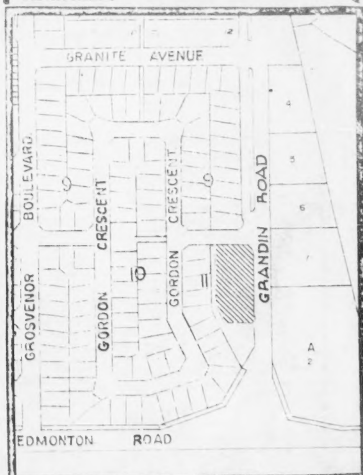 2
GRANITE AVENUE
4
5
6
7
A
2
9
9
10
11
BOULEVARD
GROSVENOR
CRESCENT
GORDON
CRESCENT
GORDON
GRANDIN ROAD
EDMONTON ROAD